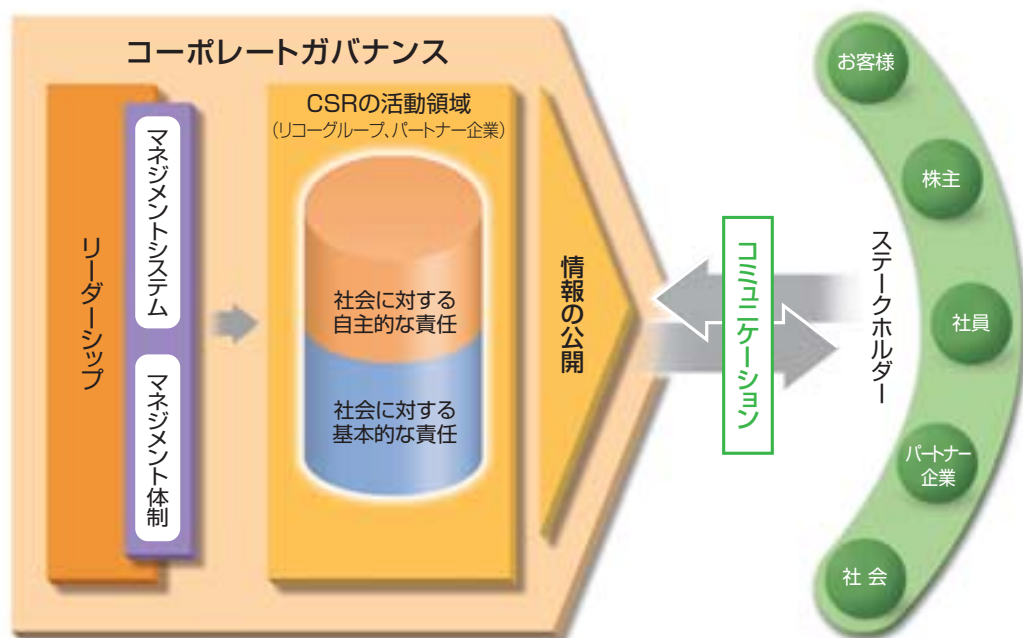 コーポレートガバナンス
リーダーシップ
マネジメントシステム
マネジメント体制
CSRの活動領域
(リコーグループ、パートナー企業)
社会に対する
自主的な責任
社会に対する
基本的な責任
情報の公開
コミュニケーション
ステークホルダー
お客様
株主
社員
パートナー
企業
社 会